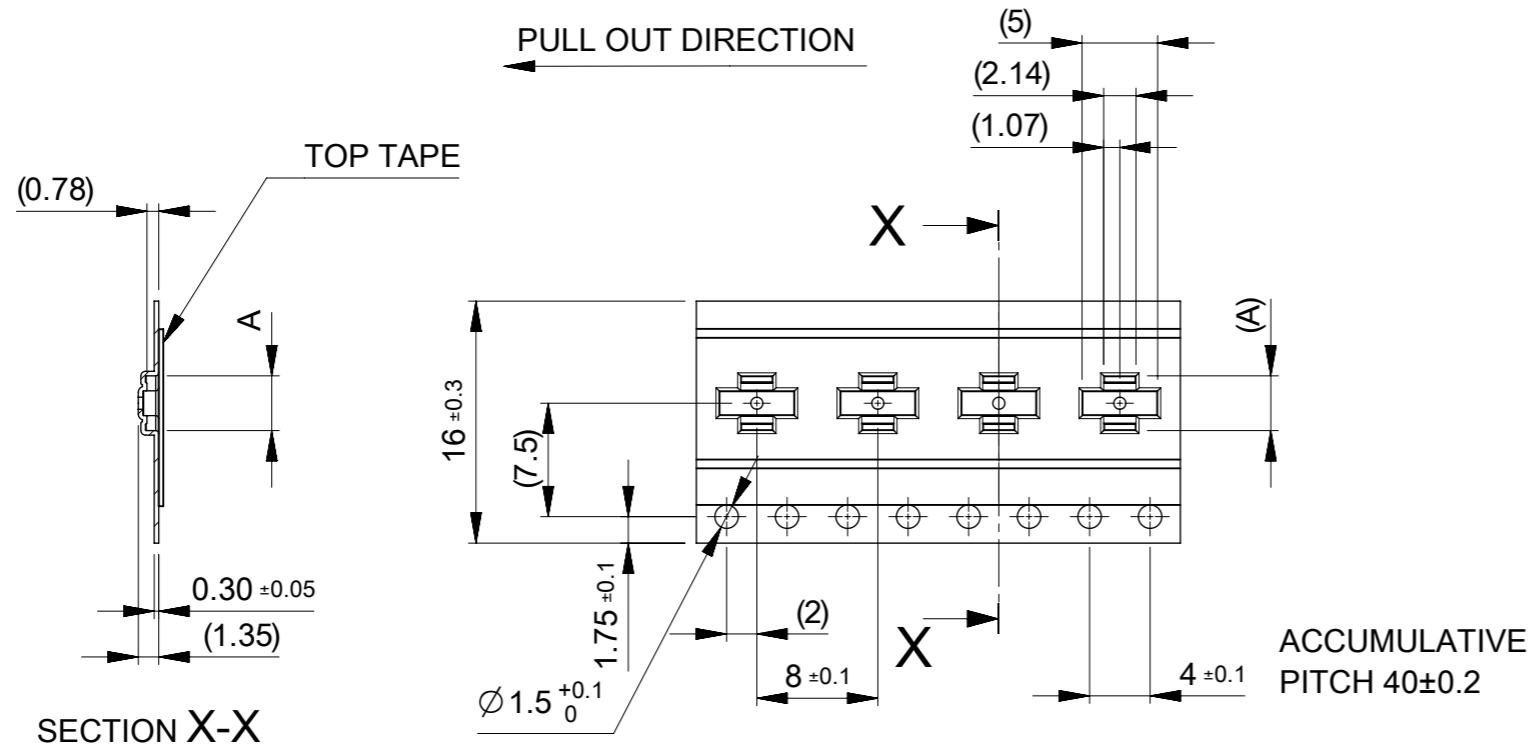 PULL OUT DIRECTION
(5)
(2.14)
(1.07)
TOP TAPE
(0.78)
X
A
(A)
16 ±0.3
(7.5)
1.75 ±0.1
0.30 ±0.05
(1.35)
(2)
X
8 ±0.1
4 ±0.1
ACCUMULATIVE
PITCH 40±0.2
Ø1.5 +0.1 0
SECTION X-X